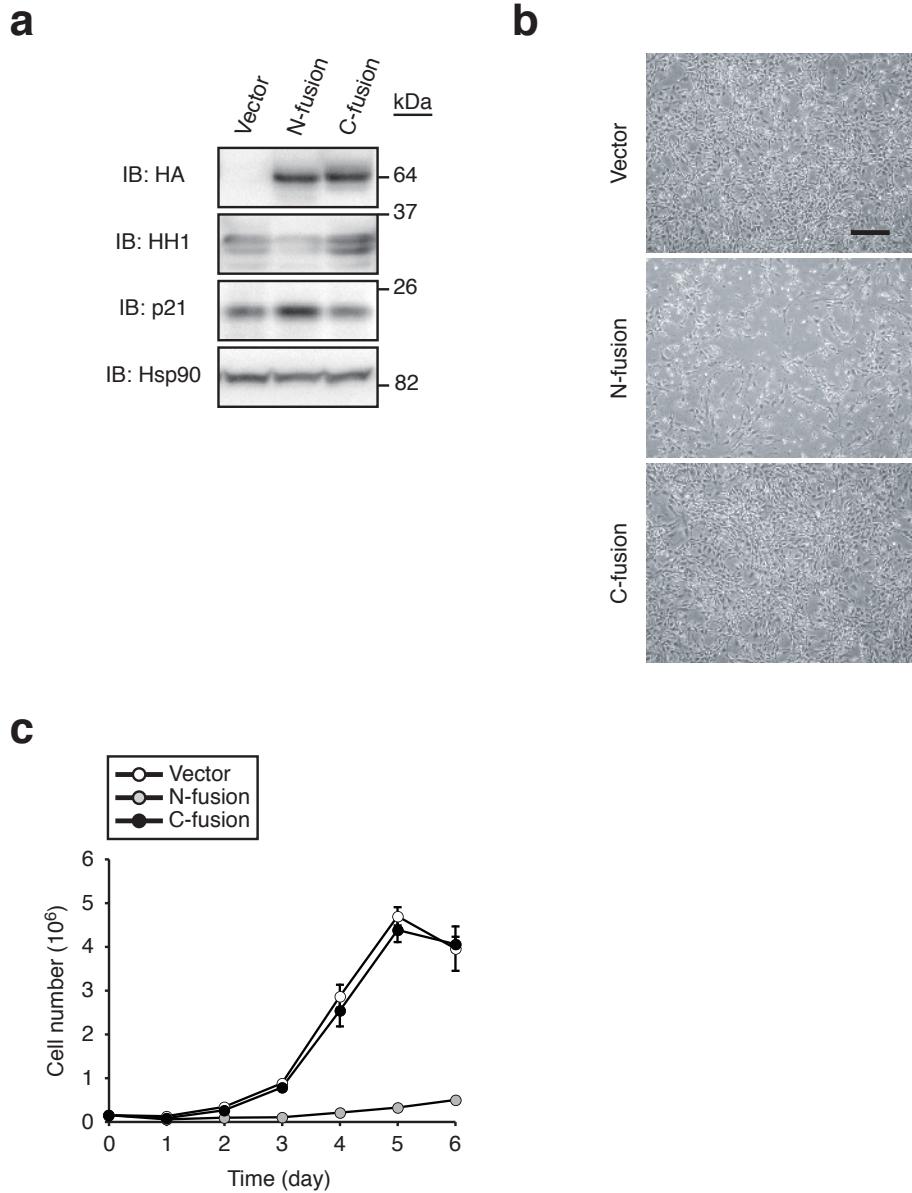 a
Vector
N-fusion
C-fusion
kDa
IB: HA
64
37
IB: HH1
26
IB: p21
IB: Hsp90
82
b
Vector
N-fusion
C-fusion
c
Vector
N-fusion
C-fusion
6
5
4
3
2
1
0
Cell number (10⁶)
0 1 2 3 4 5 6
Time (day)